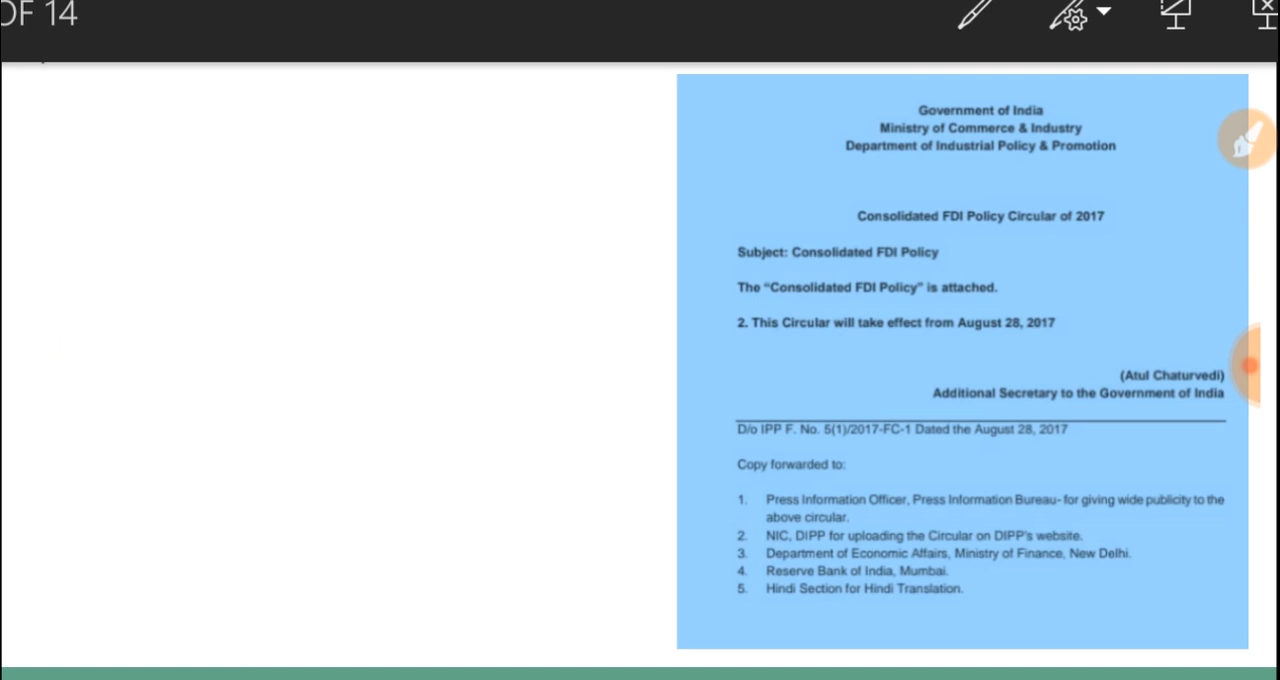 OF 14
Government of India
Ministry of Commerce & Industry
Department of Industrial Policy & Promotion
Consolidated FDI Policy Circular of 2017
Subject: Consolidated FDI Policy
The “Consolidated FDI Policy” is attached.
2. This Circular will take effect from August 28, 2017
(Atul Chaturvedi)
Additional Secretary to the Government of India
D/o IPP F. No. 5(1)/2017-FC-1 Dated the August 28, 2017
Copy forwarded to:
1. Press Information Officer, Press Information Bureau- for giving wide publicity to the
above circular.
2. NIC, DIPP for uploading the Circular on DIPP's website.
3. Department of Economic Affairs, Ministry of Finance, New Delhi.
4. Reserve Bank of India, Mumbai.
5. Hindi Section for Hindi Translation.